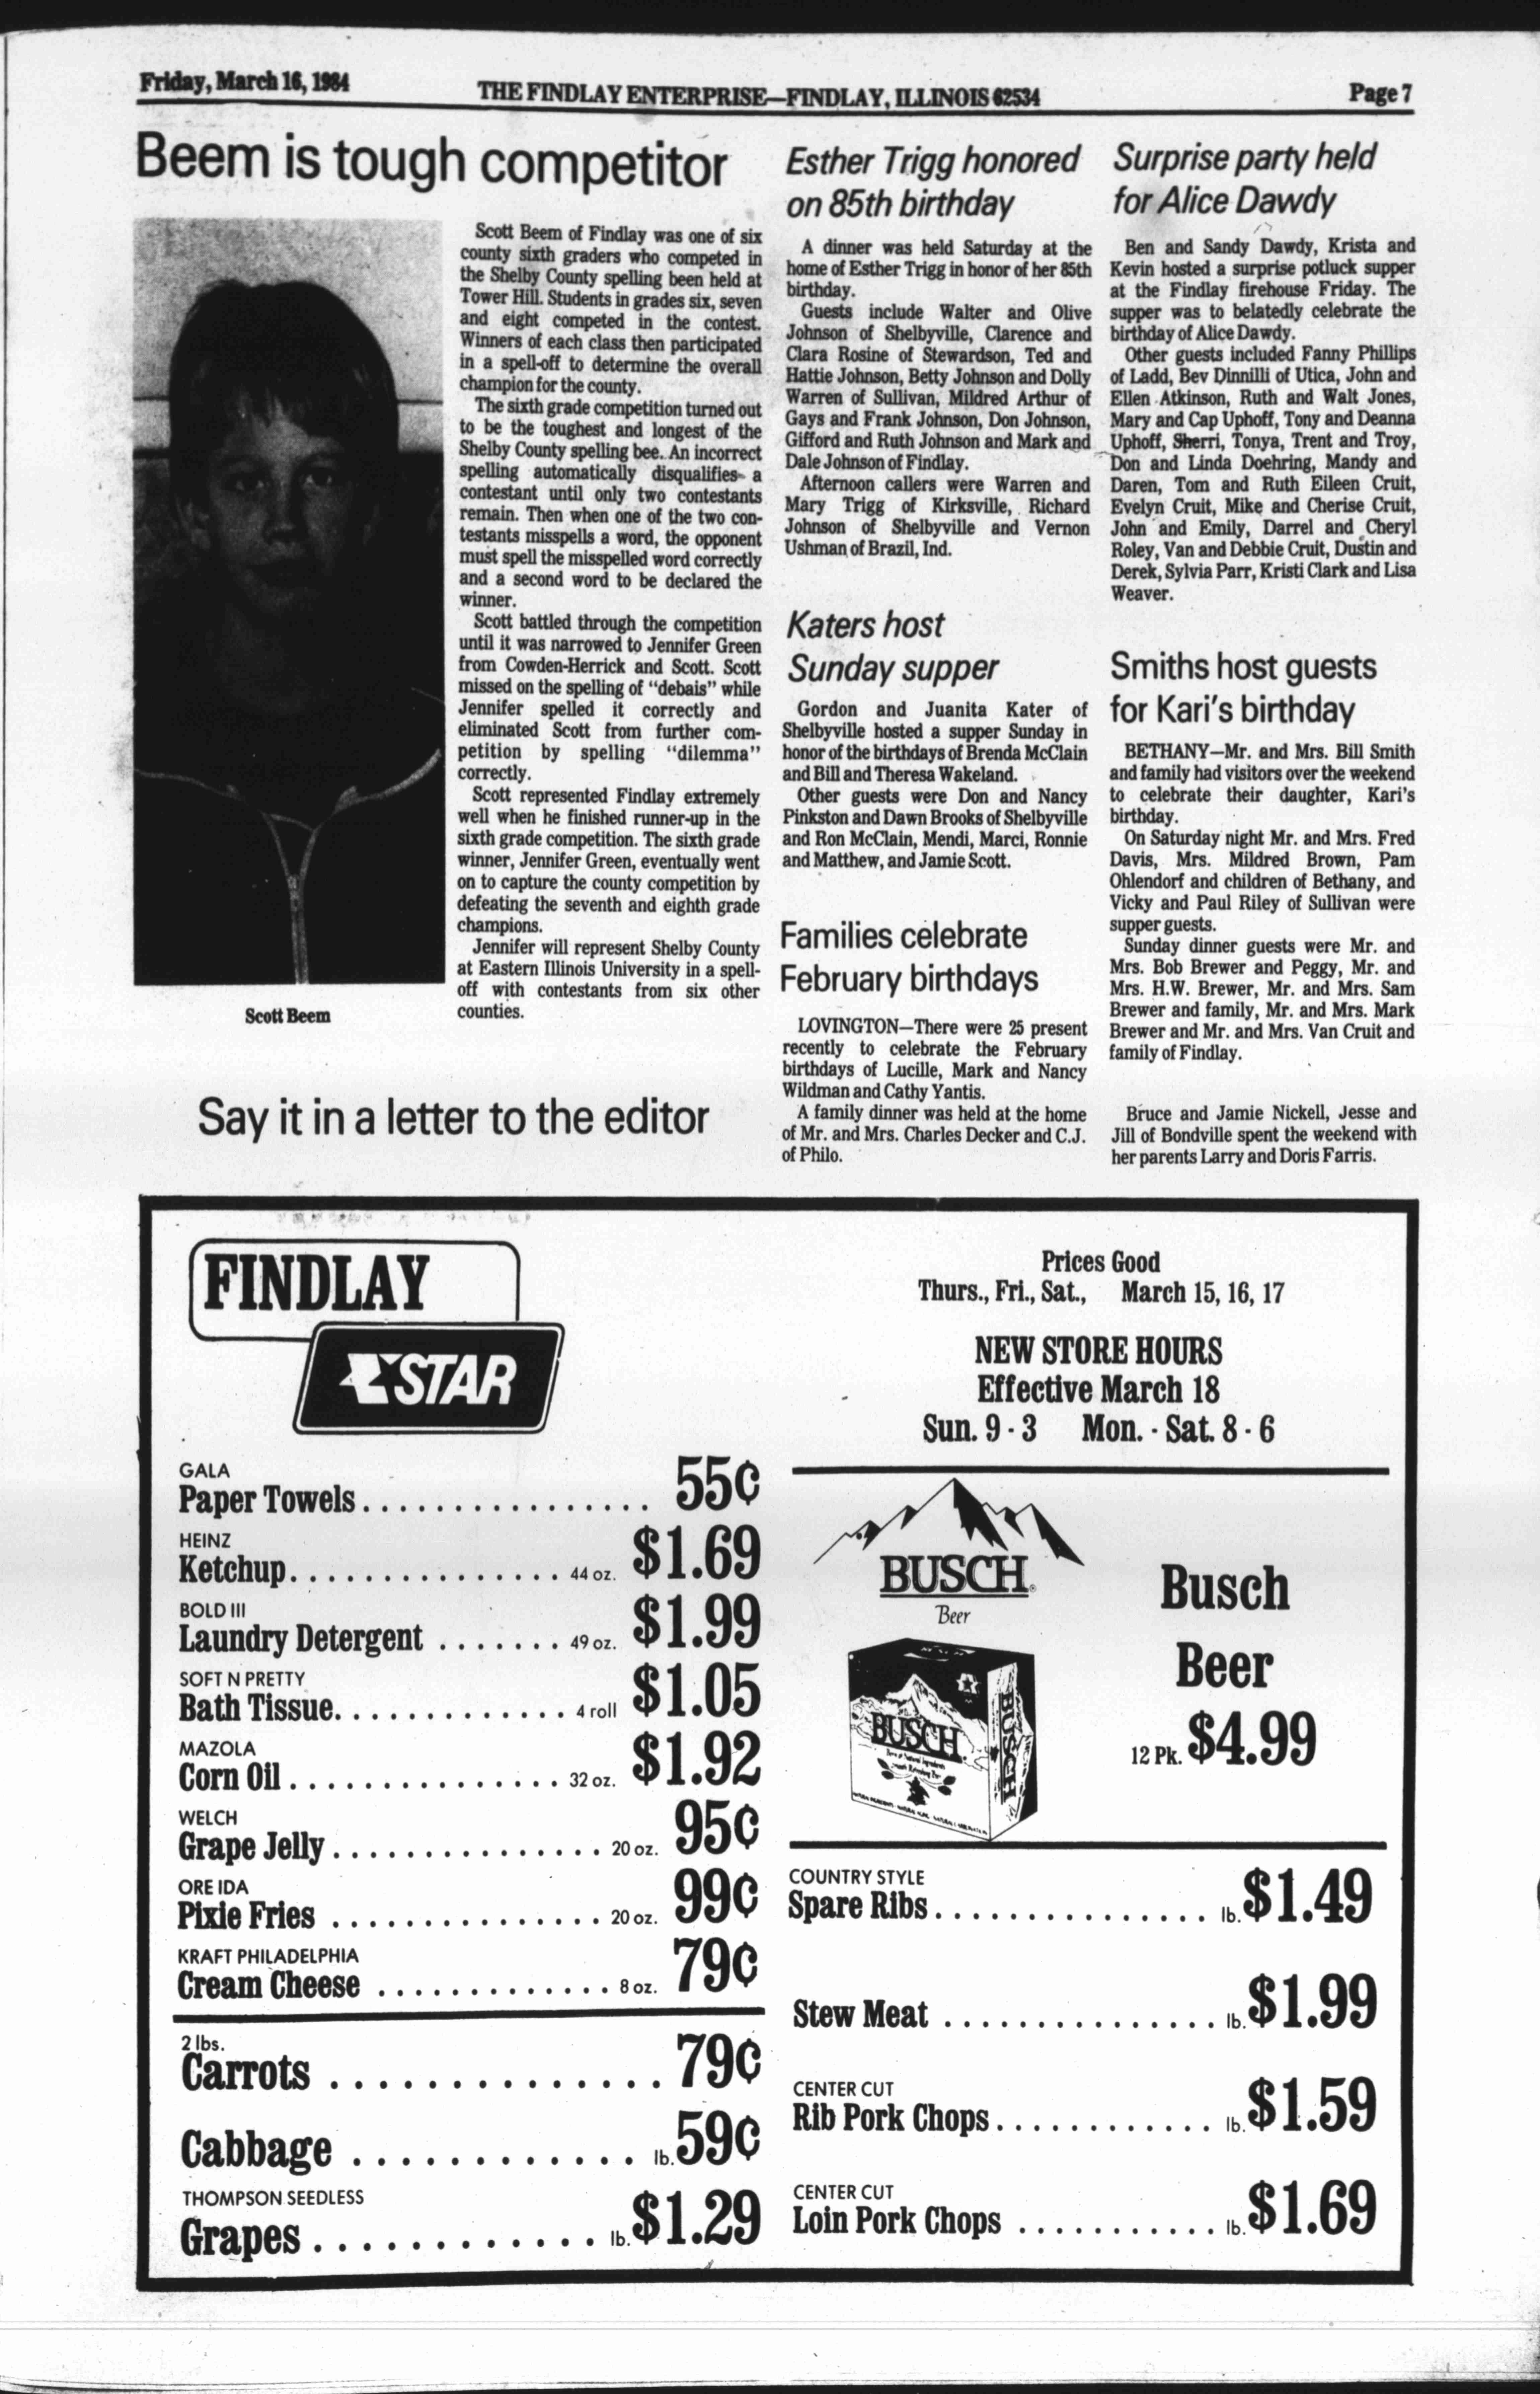 Friday, March 16, 1984
THE FINDLAY ENTERPRISE—FINDLAY, ILLINOIS 62534
Page 7
Beem is tough competitor
Scott Beem of Findlay was one of six
county sixth graders who competed in
the Shelby County spelling been held at
Tower Hill. Students in grades six, seven
and eight competed in the contest.
Winners of each class then participated
in a spell-off to determine the overall
champion for the county.
The sixth grade competition turned out
to be the toughest and longest of the
Shelby County spelling bee. An incorrect
spelling automatically disqualifies a
contestant until only two contestants
remain. Then when one of the two con-
testants misspells a word, the opponent
must spell the misspelled word correctly
and a second word to be declared the
winner.
Scott battled through the competition
until it was narrowed to Jennifer Green
from Cowden-Herrick and Scott. Scott
missed on the spelling of "debais" while
Jennifer spelled it correctly and
eliminated Scott from further com-
petition by spelling "dilemma"
correctly.
Scott represented Findlay extremely
well when he finished runner-up in the
sixth grade competition. The sixth grade
winner, Jennifer Green, eventually went
on to capture the county competition by
defeating the seventh and eighth grade
champions.
Jennifer will represent Shelby County
at Eastern Illinois University in a spell-
off with contestants from six other
counties.
Scott Beem
Say it in a letter to the editor
Esther Trigg honored
on 85th birthday
A dinner was held Saturday at the
home of Esther Trigg in honor of her 85th
birthday.
Guests include Walter and Olive
Johnson of Shelbyville, Clarence and
Clara Rosine of Stewardson, Ted and
Hattie Johnson, Betty Johnson and Dolly
Warren of Sullivan, Mildred Arthur of
Gays and Frank Johnson, Don Johnson,
Gifford and Ruth Johnson and Mark and
Dale Johnson of Findlay.
Afternoon callers were Warren and
Mary Trigg of Kirksville, Richard
Johnson of Shelbyville and Vernon
Ushman of Brazil, Ind.
Katers host
Sunday supper
Gordon and Juanita Kater of
Shelbyville hosted a supper Sunday in
honor of the birthdays of Brenda McClain
and Bill and Theresa Wakeland.
Other guests were Don and Nancy
Pinkston and Dawn Brooks of Shelbyville
and Ron McClain, Mendi, Marci, Ronnie
and Matthew, and Jamie Scott.
Families celebrate
February birthdays
LOVINGTON—There were 25 present
recently to celebrate the February
birthdays of Lucille, Mark and Nancy
Wildman and Cathy Yantis.
A family dinner was held at the home
of Mr. and Mrs. Charles Decker and C.J.
of Philo.
Surprise party held
for Alice Dawdy
Ben and Sandy Dawdy, Krista and
Kevin hosted a surprise potluck supper
at the Findlay firehouse Friday. The
supper was to belatedly celebrate the
birthday of Alice Dawdy.
Other guests included Fanny Phillips
of Ladd, Bev Dinnilli of Utica, John and
Ellen Atkinson, Ruth and Walt Jones,
Mary and Cap Uphoff, Tony and Deanna
Uphoff, Sherri, Tonya, Trent and Troy,
Don and Linda Doehring, Mandy and
Daren, Tom and Ruth Eileen Cruit,
Evelyn Cruit, Mike and Cherise Cruit,
John and Emily, Darrel and Cheryl
Roley, Van and Debbie Cruit, Dustin and
Derek, Sylvia Parr, Kristi Clark and Lisa
Weaver.
Smiths host guests
for Kari's birthday
BETHANY—Mr. and Mrs. Bill Smith
and family had visitors over the weekend
to celebrate their daughter, Kari's
birthday.
On Saturday night Mr. and Mrs. Fred
Davis, Mrs. Mildred Brown, Pam
Ohlendorf and children of Bethany, and
Vicky and Paul Riley of Sullivan were
supper guests.
Sunday dinner guests were Mr. and
Mrs. Bob Brewer and Peggy, Mr. and
Mrs. H.W. Brewer, Mr. and Mrs. Sam
Brewer and family, Mr. and Mrs. Mark
Brewer and Mr. and Mrs. Van Cruit and
family of Findlay.
Bruce and Jamie Nickell, Jesse and
Jill of Bondville spent the weekend with
her parents Larry and Doris Farris.
FINDLAY
STAR
GALA
Paper Towels................ 55¢
HEINZ
Ketchup............... 44 oz. $1.69
BOLD III
Laundry Detergent ....... 49 oz. $1.99
SOFT N PRETTY
Bath Tissue............. 4 roll $1.05
MAZOLA
Corn Oil............... 32 oz. $1.92
WELCH
Grape Jelly............... 20 oz. 95¢
ORE IDA
Pixie Fries ............... 20 oz. 99¢
KRAFT PHILADELPHIA
Cream Cheese ............. 8 oz. 79¢
2 lbs.
Carrots .............. 79¢
Cabbage ............ lb. 59¢
THOMPSON SEEDLESS
Grapes............ lb. $1.29
Prices Good
Thurs., Fri., Sat., March 15, 16, 17
NEW STORE HOURS
Effective March 18
Sun. 9 - 3 Mon. - Sat. 8 - 6
BUSCH®
Beer
BUSCH
BUSCH
Busch
Beer
12 Pk. $4.99
COUNTRY STYLE
Spare Ribs............... lb. $1.49
Stew Meat ............... lb. $1.99
CENTER CUT
Rib Pork Chops............ lb. $1.59
CENTER CUT
Loin Pork Chops ........... lb. $1.69